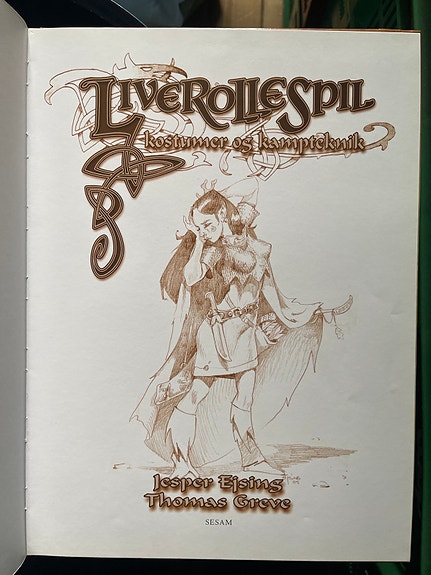 LIVEROLLESPIL
kostumer og kampteknik
Jesper Ejsing
Thomas Greve
SESAM